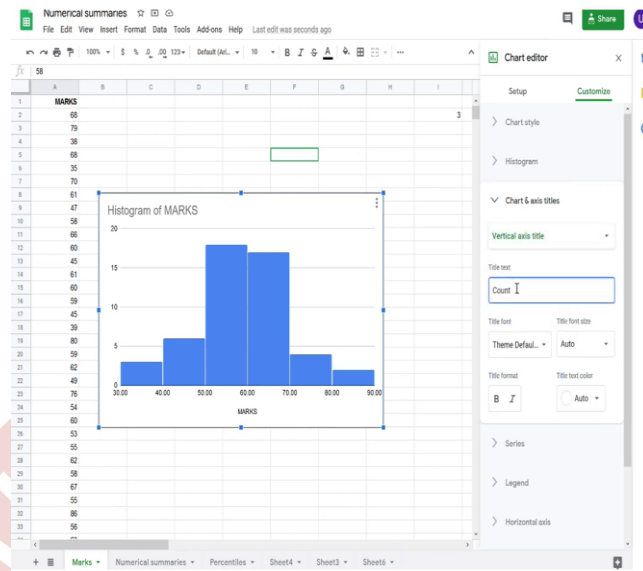 Numerical summaries
Share
File Edit View Insert Format Data Tools Add-ons Help Last edit was seconds ago
100% $ % .0 .00 123 Default (Ari... 10 B I S A
fx 58
Chart editor
Setup Customize
A B C D E F G H I
1 MARKS
2 68 3
3 79
4 38
5 68
6 35
7 70
8 61
9 47
10 58
11 66
12 60
13 45
14 61
15 60
16 59
17 45
18 39
19 80
20 59
21 62
22 49
23 76
24 54
25 60
26 53
27 55
28 62
29 58
30 67
31 55
32 86
33 56
Histogram of MARKS
20
15
10
5
0
30.00 40.00 50.00 60.00 70.00 80.00 90.00
MARKS
Chart style
Histogram
Chart & axis titles
Vertical axis title
Title text
Count
Title font Title font size
Theme Defaul... Auto
Title format Title text color
B I Auto
Series
Legend
Horizontal axis
Marks Numerical summaries Percentiles Sheet4 Sheet3 Sheet6